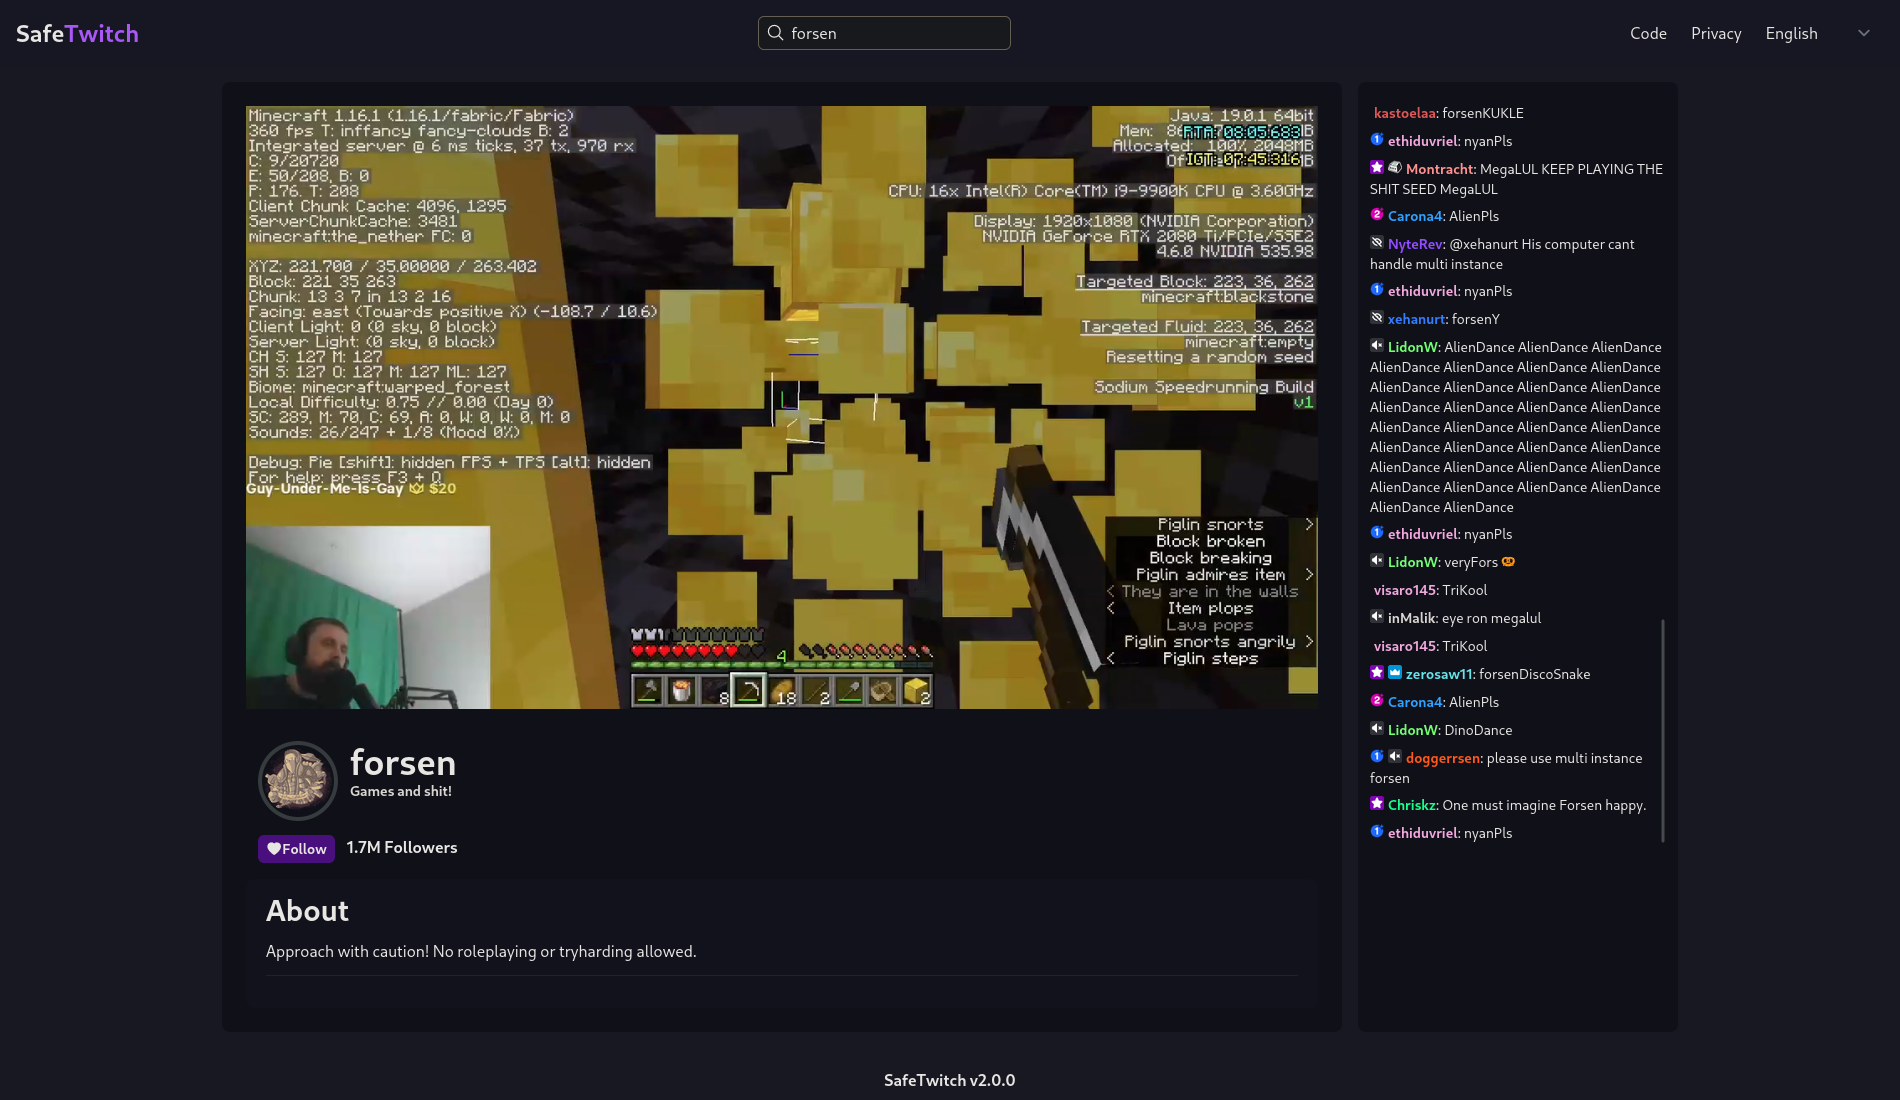 SafeTwitch
forsen
Code
Privacy
English
Minecraft 1.16.1 (1.16.1/fabric/Fabric)
360 fps T: inffancy fancy-clouds B: 2
Integrated server @ 6 ms ticks, 37 tx, 970 rx
C: 9/20720
E: 50/208, B: 0
P: 176. T: 208
Client Chunk Cache: 4096, 1295
ServerChunkCache: 3481
minecraft:the_nether FC: 0
XYZ: 221.700 / 35.00000 / 263.402
Block: 221 35 263
Chunk: 13 3 7 in 13 2 16
Facing: east (Towards positive X) (-108.7 / 10.6)
Client Light: 0 (0 sky, 0 block)
Server Light: (0 sky, 0 block)
CH S: 127 M: 127
SH S: 127 O: 127 M: 127 ML: 127
Biome: minecraft:warped_forest
Local Difficulty: 0.75 // 0.00 (Day 0)
SC: 289, M: 70, C: 69, A: 0, W: 0, W: 0, M: 0
Sounds: 26/247 + 1/8 (Mood 0%)
Debug: Pie [shift]: hidden FPS + TPS [alt]: hidden
For help: press F3 + Q
Guy-Under-Me-Is-Gay $20
Java: 19.0.1 64bit
Mem:
RTA: 08:05.683
Allocated: 100% 2048MB
IGT: 07:45.316
CPU: 16x Intel(R) Core(TM) i9-9900K CPU @ 3.60GHz
Display: 1920x1080 (NVIDIA Corporation)
NVIDIA GeForce RTX 2080 Ti/PCIe/SSE2
4.6.0 NVIDIA 535.98
Targeted Block: 223, 36, 262
minecraft:blackstone
Targeted Fluid: 223, 36, 262
minecraft:empty
Resetting a random seed
Sodium Speedrunning Build
v1
Piglin snorts >
Block broken
Block breaking
Piglin admires item >
< They are in the walls
< Item plops
Lava pops
Piglin snorts angrily >
< Piglin steps
4
8 18 2 2
forsen
Games and shit!
Follow
1.7M Followers
About
Approach with caution! No roleplaying or tryharding allowed.
kastoelaa: forsenKUKLE
1 ethiduvriel: nyanPls
Montracht: MegaLUL KEEP PLAYING THE
SHIT SEED MegaLUL
2 Carona4: AlienPls
NyteRev: @xehanurt His computer cant
handle multi instance
1 ethiduvriel: nyanPls
xehanurt: forsenY
LidonW: AlienDance AlienDance AlienDance
AlienDance AlienDance AlienDance AlienDance
AlienDance AlienDance AlienDance AlienDance
AlienDance AlienDance AlienDance AlienDance
AlienDance AlienDance AlienDance AlienDance
AlienDance AlienDance AlienDance AlienDance
AlienDance AlienDance AlienDance AlienDance
AlienDance AlienDance AlienDance AlienDance
AlienDance AlienDance
1 ethiduvriel: nyanPls
LidonW: veryFors 🥨
visaro145: TriKool
inMalik: eye ron megalul
visaro145: TriKool
zerosaw11: forsenDiscoSnake
2 Carona4: AlienPls
LidonW: DinoDance
1 doggerrsen: please use multi instance
forsen
Chriskz: One must imagine Forsen happy.
1 ethiduvriel: nyanPls
SafeTwitch v2.0.0